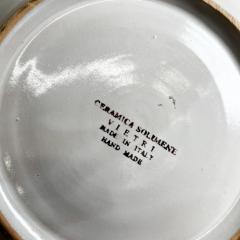 CERAMICA SOLIMENE
VIETRI
MADE IN ITALY
HAND MADE